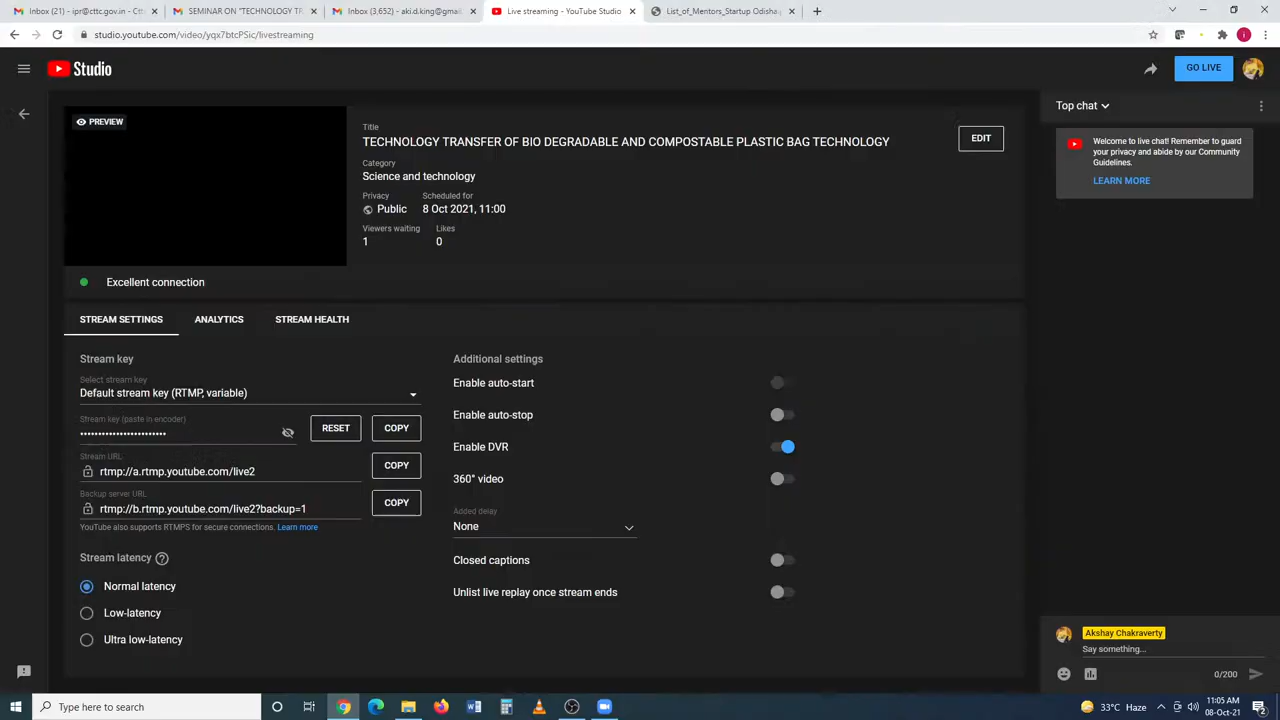 Inbox (21) - ipr@cttc.gov.in - Cttc
SEMINAR ON "TECHNOLOGY TR
Inbox (3,652) - aki.d.king@gmail
Live streaming - YouTube Studio
List_of_Mentors_Startup Odisha
studio.youtube.com/video/yqx7btcPSic/livestreaming
Studio
GO LIVE
PREVIEW
Title
TECHNOLOGY TRANSFER OF BIO DEGRADABLE AND COMPOSTABLE PLASTIC BAG TECHNOLOGY
EDIT
Category
Science and technology
Privacy
Scheduled for
Public
8 Oct 2021, 11:00
Viewers waiting
Likes
1
0
Excellent connection
STREAM SETTINGS
ANALYTICS
STREAM HEALTH
Stream key
Select stream key
Default stream key (RTMP, variable)
Stream key (paste in encoder)
••••••••••••••••••••••••
RESET
COPY
Stream URL
rtmp://a.rtmp.youtube.com/live2
COPY
Backup server URL
rtmp://b.rtmp.youtube.com/live2?backup=1
COPY
YouTube also supports RTMPS for secure connections. Learn more
Stream latency
Normal latency
Low-latency
Ultra low-latency
Additional settings
Enable auto-start
Enable auto-stop
Enable DVR
360° video
Added delay
None
Closed captions
Unlist live replay once stream ends
Top chat
Welcome to live chat! Remember to guard
your privacy and abide by our Community
Guidelines.
LEARN MORE
Akshay Chakraverty
Say something...
0/200
Type here to search
33°C Haze
11:05 AM
08-Oct-21